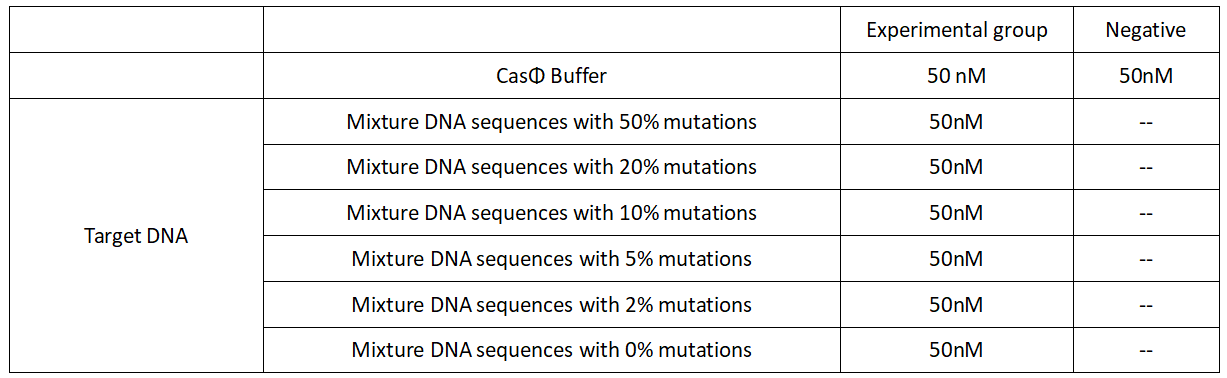 Experimental group Negative
CasΦ Buffer 50 nM 50nM
Mixture DNA sequences with 50% mutations 50nM --
Mixture DNA sequences with 20% mutations 50nM --
Mixture DNA sequences with 10% mutations 50nM --
Target DNA
Mixture DNA sequences with 5% mutations 50nM --
Mixture DNA sequences with 2% mutations 50nM --
Mixture DNA sequences with 0% mutations 50nM --